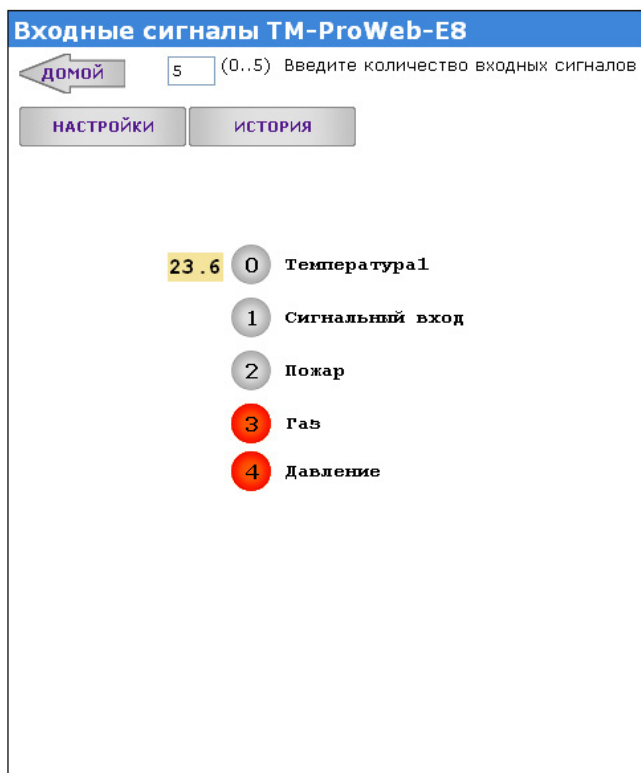 Входные сигналы TM-ProWeb-E8
ДОМОЙ 5 (0..5) Введите количество входных сигналов
НАСТРОЙКИ ИСТОРИЯ
23.6 0 Температура1
1 Сигнальный вход
2 Пожар
3 Газ
4 Давление